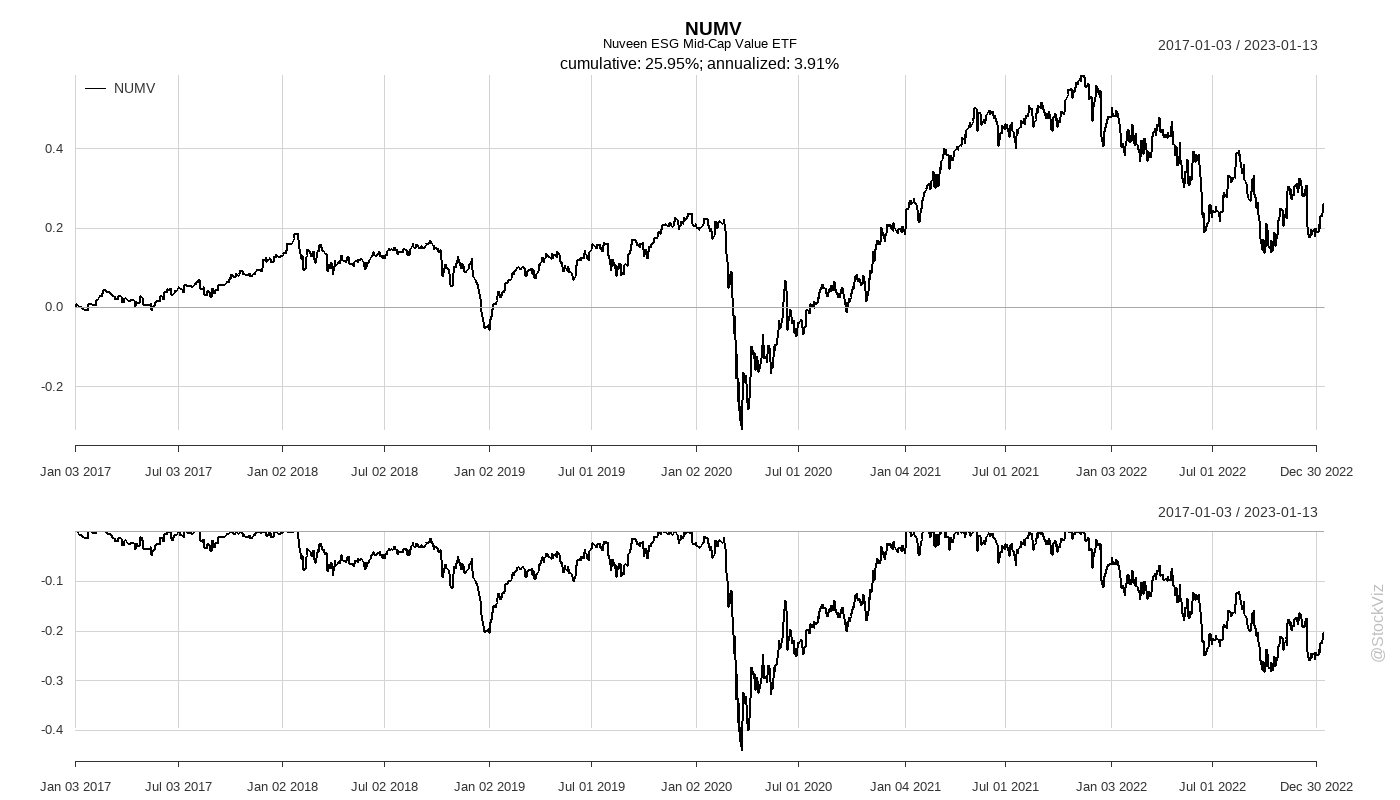 NUMV
Nuveen ESG Mid-Cap Value ETF
2017-01-03 / 2023-01-13
cumulative: 25.95%; annualized: 3.91%
NUMV
0.4
0.2
0.0
-0.2
Jan 03 2017 Jul 03 2017 Jan 02 2018 Jul 02 2018 Jan 02 2019 Jul 01 2019 Jan 02 2020 Jul 01 2020 Jan 04 2021 Jul 01 2021 Jan 03 2022 Jul 01 2022 Dec 30 2022
2017-01-03 / 2023-01-13
-0.1
-0.2
-0.3
-0.4
@StockViz
Jan 03 2017 Jul 03 2017 Jan 02 2018 Jul 02 2018 Jan 02 2019 Jul 01 2019 Jan 02 2020 Jul 01 2020 Jan 04 2021 Jul 01 2021 Jan 03 2022 Jul 01 2022 Dec 30 2022